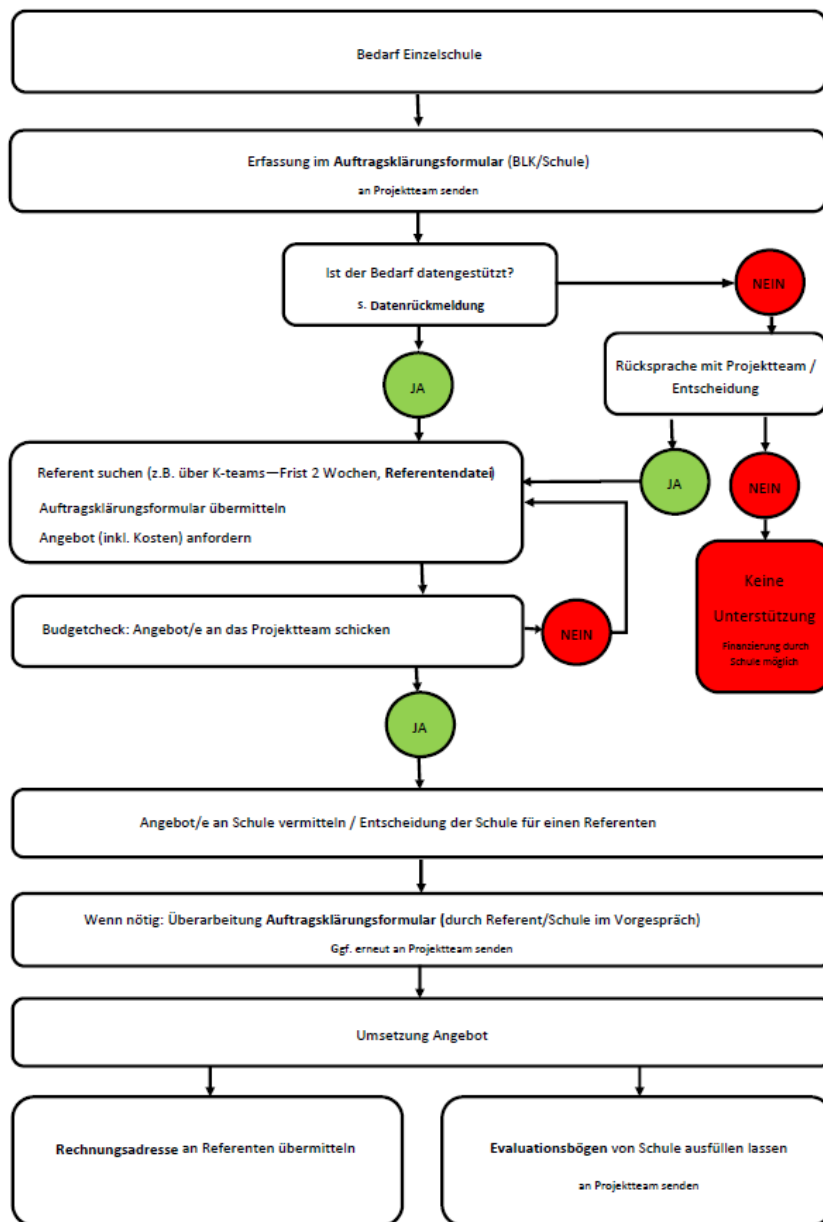 Bedarf Einzelschule
Erfassung im Auftragsklärungsformular (BLK/Schule)
an Projektteam senden
Ist der Bedarf datengestützt?
s. Datenrückmeldung
NEIN
JA
Rücksprache mit Projektteam /
Entscheidung
Referent suchen (z.B. über K-teams—Frist 2 Wochen, Referentendatei)
Auftragsklärungsformular übermitteln
Angebot (inkl. Kosten) anfordern
JA
NEIN
Keine
Unterstützung
Finanzierung durch
Schule möglich
Budgetcheck: Angebot/e an das Projektteam schicken
NEIN
JA
Angebot/e an Schule vermitteln / Entscheidung der Schule für einen Referenten
Wenn nötig: Überarbeitung Auftragsklärungsformular (durch Referent/Schule im Vorgespräch)
Ggf. erneut an Projektteam senden
Umsetzung Angebot
Rechnungsadresse an Referenten übermitteln
Evaluationsbögen von Schule ausfüllen lassen
an Projektteam senden